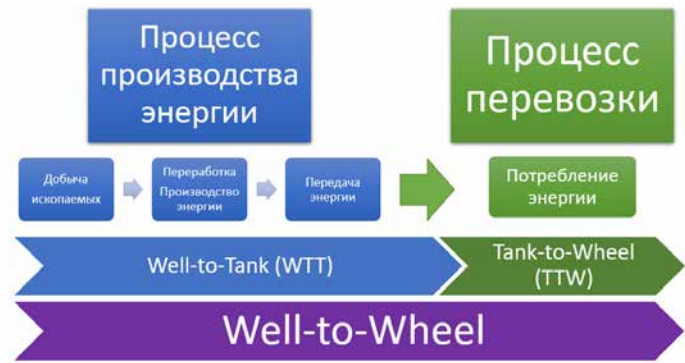 Процесс
производства
энергии
Процесс
перевозки
Добыча
ископаемых
Переработка
Производство
энергии
Передача
энергии
Потребление
энергии
Well-to-Tank (WTT)
Tank-to-Wheel
(TTW)
Well-to-Wheel